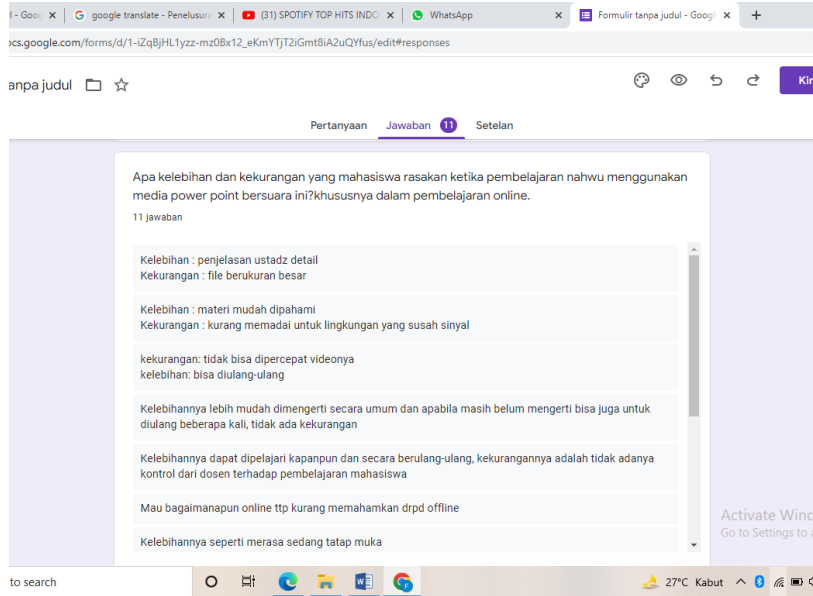 l - Goog
google translate - Penelusura
(31) SPOTIFY TOP HITS INDO
WhatsApp
Formulir tanpa judul - Googl
ocs.google.com/forms/d/1-iZqBjHL1yzz-mz0Bx12_eKmYTjT2iGmt8iA2uQYfus/edit#responses
anpa judul
Kir
Pertanyaan Jawaban 11 Setelan
Apa kelebihan dan kekurangan yang mahasiswa rasakan ketika pembelajaran nahwu menggunakan
media power point bersuara ini?khususnya dalam pembelajaran online.
11 jawaban
Kelebihan : penjelasan ustadz detail
Kekurangan : file berukuran besar
Kelebihan : materi mudah dipahami
Kekurangan : kurang memadai untuk lingkungan yang susah sinyal
kekurangan: tidak bisa dipercepat videonya
kelebihan: bisa diulang-ulang
Kelebihannya lebih mudah dimengerti secara umum dan apabila masih belum mengerti bisa juga untuk
diulang beberapa kali, tidak ada kekurangan
Kelebihannya dapat dipelajari kapanpun dan secara berulang-ulang, kekurangannya adalah tidak adanya
kontrol dari dosen terhadap pembelajaran mahasiswa
Mau bagaimanapun online ttp kurang memahamkan drpd offline
Kelebihannya seperti merasa sedang tatap muka
Activate Winc
Go to Settings to a
to search
27°C Kabut